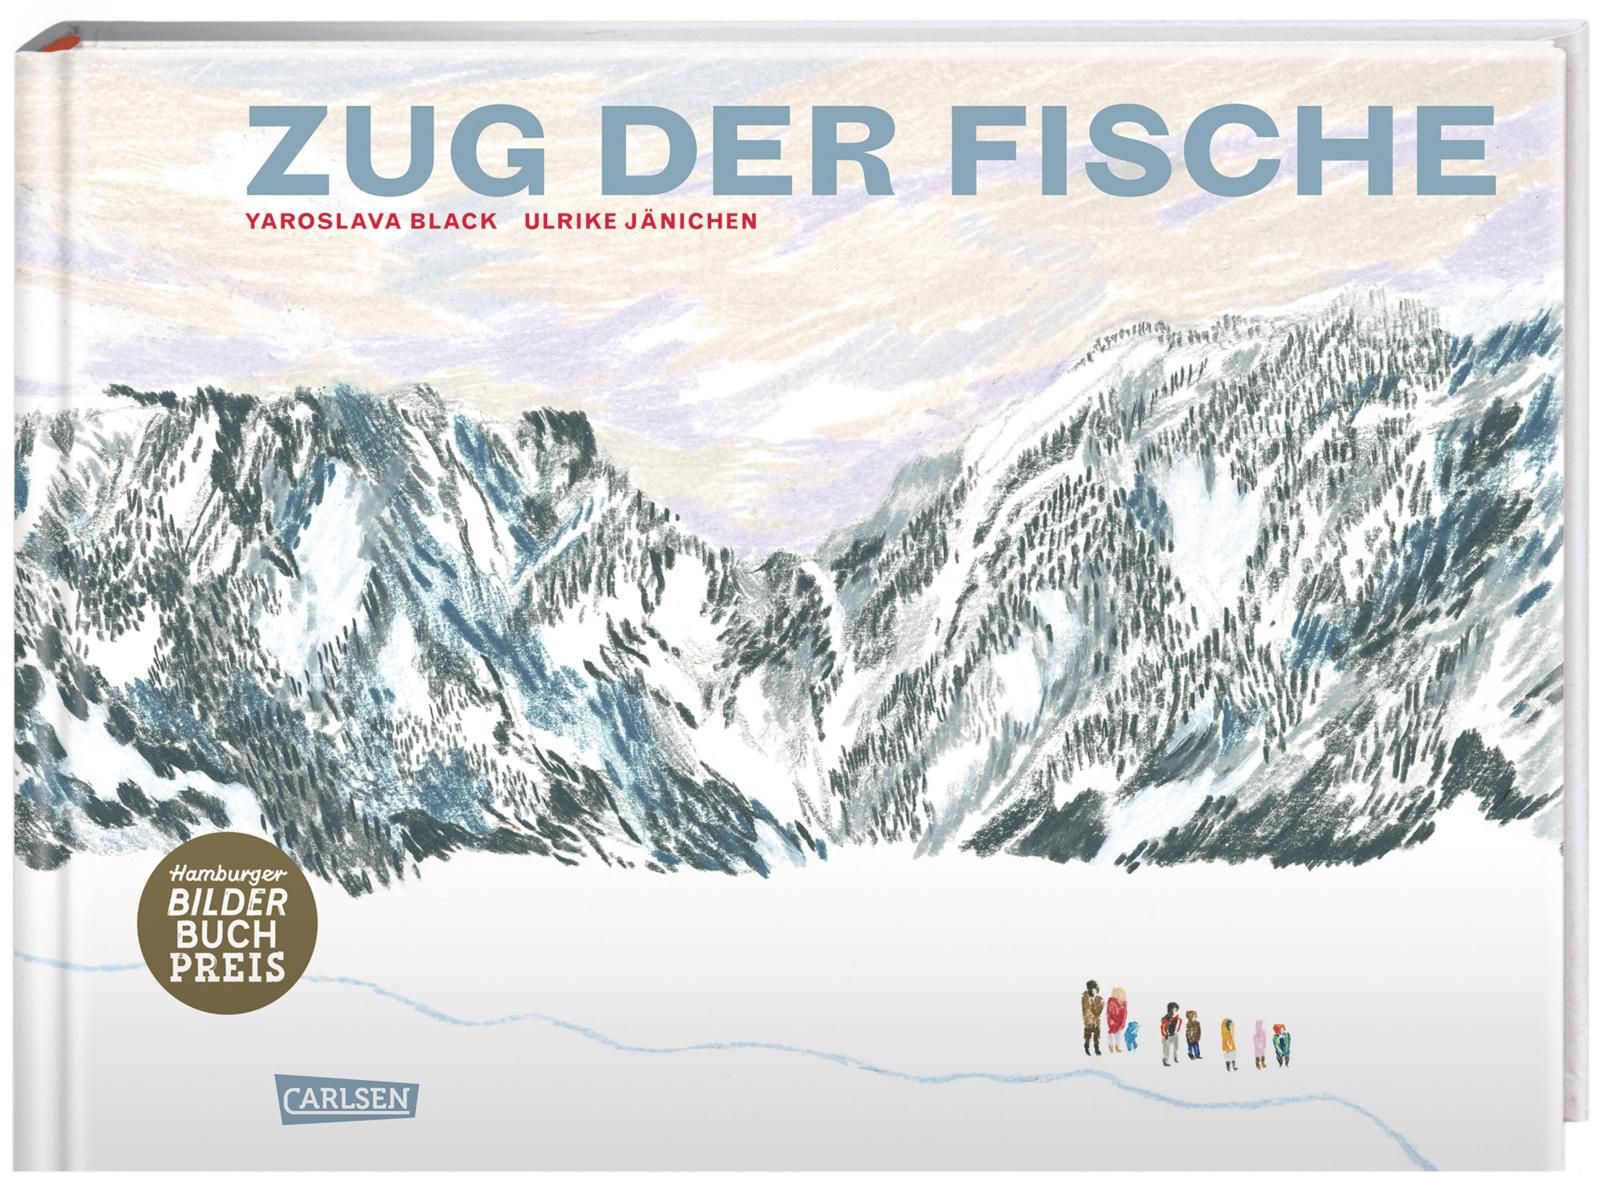 ZUG DER FISCHE
YAROSLAVA BLACK ULRIKE JÄNICHEN
Hamburger
BILDER
BUCH
PREIS
CARLSEN